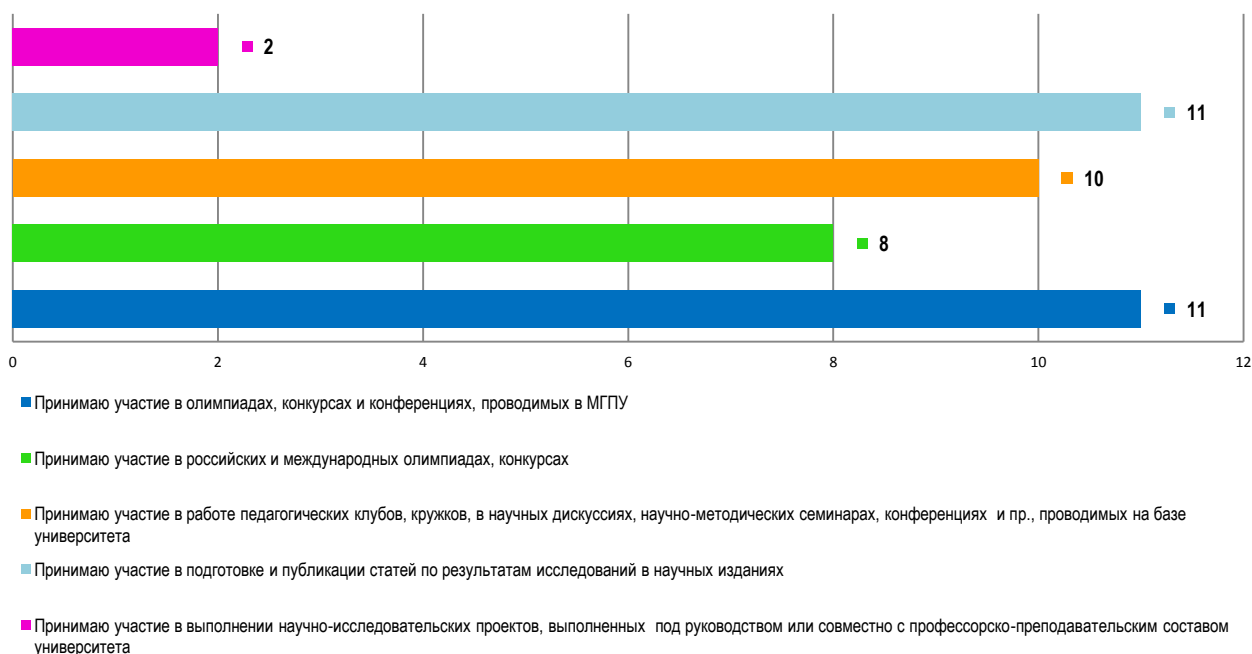 2
11
10
8
11
0 2 4 6 8 10 12
Принимаю участие в олимпиадах, конкурсах и конференциях, проводимых в МГПУ
Принимаю участие в российских и международных олимпиадах, конкурсах
Принимаю участие в работе педагогических клубов, кружков, в научных дискуссиях, научно-методических семинарах, конференциях и пр., проводимых на базе
университета
Принимаю участие в подготовке и публикации статей по результатам исследований в научных изданиях
Принимаю участие в выполнении научно-исследовательских проектов, выполненных под руководством или совместно с профессорско-преподавательским составом
университета